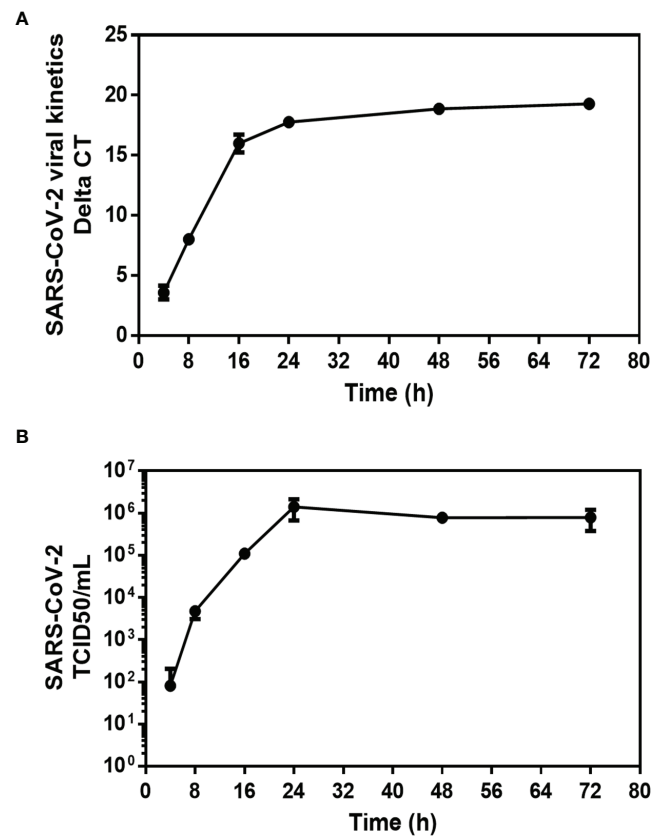 A
SARS-CoV-2 viral kinetics
Delta CT
25
20
15
10
5
0
0 8 16 24 32 40 48 56 64 72 80
Time (h)
B
SARS-CoV-2
TCID50/mL
10⁷
10⁶
10⁵
10⁴
10³
10²
10¹
10⁰
0 8 16 24 32 40 48 56 64 72 80
Time (h)